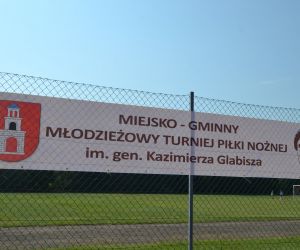 MIEJSKO - GMINNY
MŁODZIEŻOWY TURNIEJ PIŁKI NOŻNEJ
im. gen. Kazimierza Glabisza